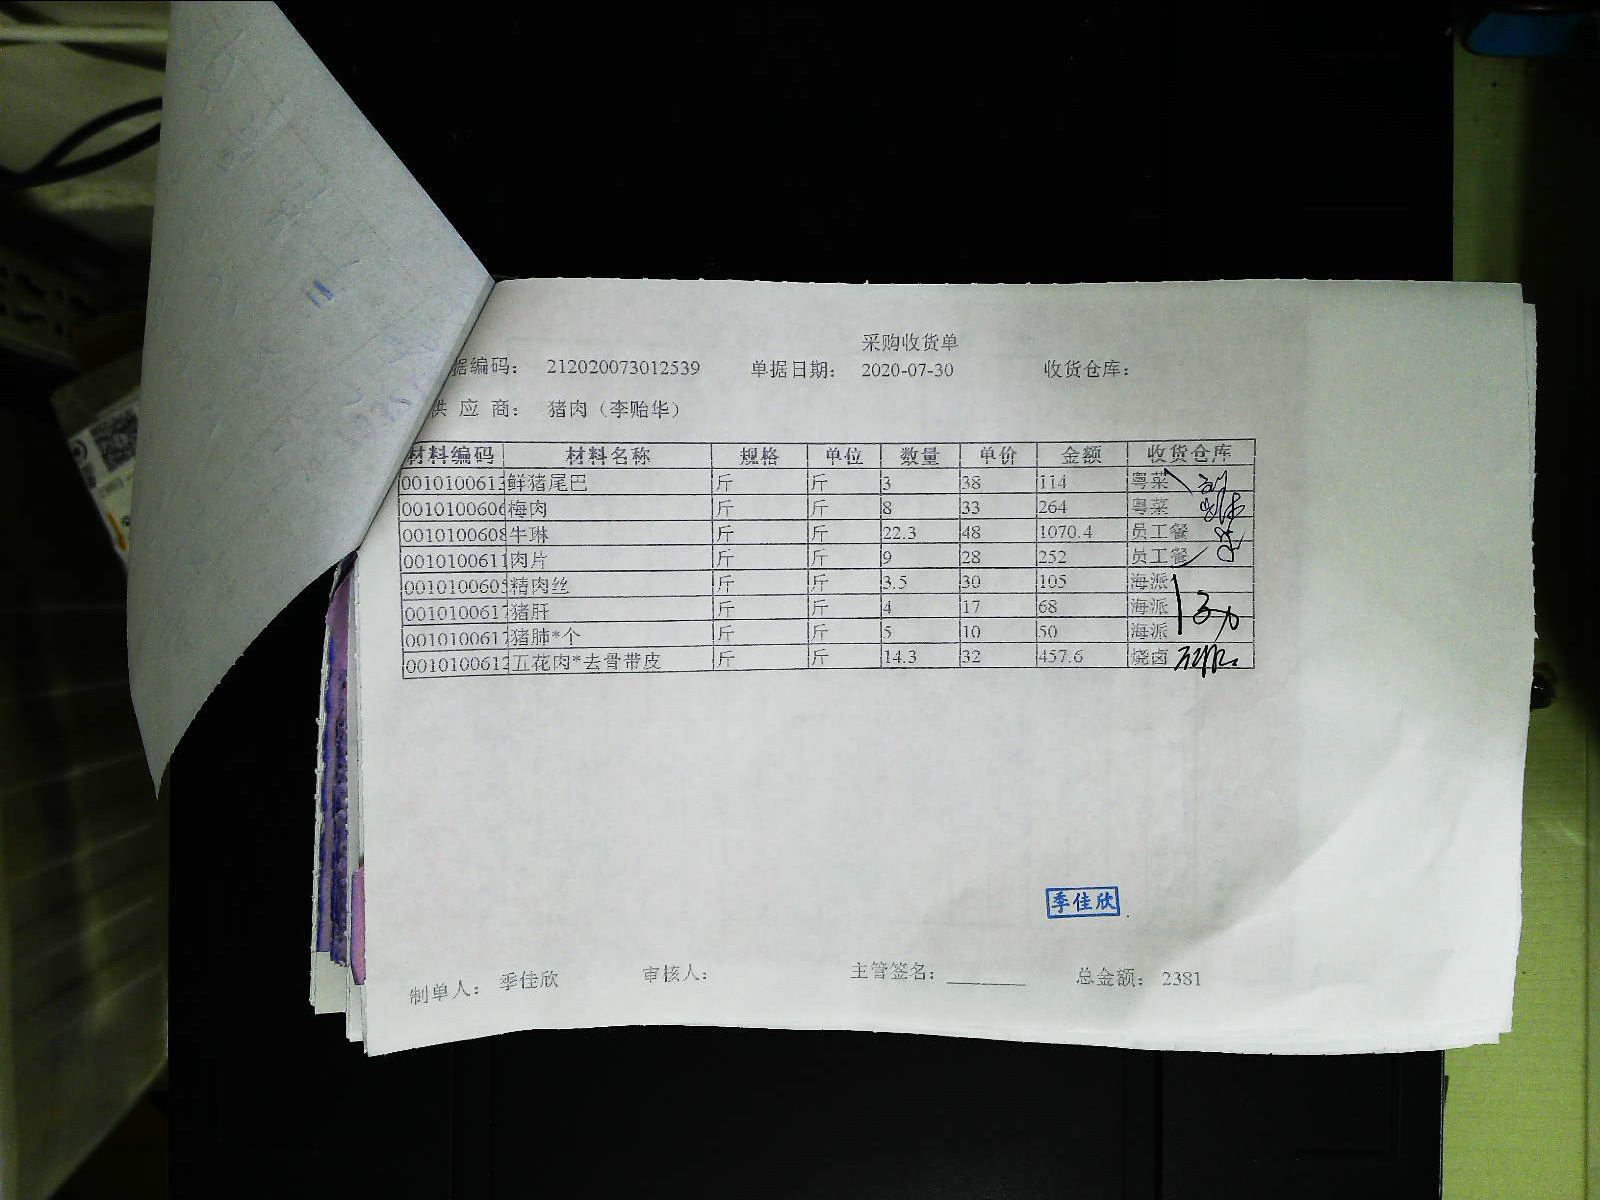 采购收货单
据编码： 212020073012539 单据日期： 2020-07-30 收货仓库：
供 应 商： 猪肉（李贻华）
材料编码 材料名称 规格 单位 数量 单价 金额 收货仓库
0010100613 鲜猪尾巴 斤 斤 3 38 114 粤菜
0010100606 梅肉 斤 斤 8 33 264 粤菜
0010100608 牛琳 斤 斤 22.3 48 1070.4 员工餐
0010100611 肉片 斤 斤 9 28 252 员工餐
0010100605 精肉丝 斤 斤 3.5 30 105 海派
0010100617 猪肝 斤 斤 4 17 68 海派
0010100617 猪肺*个 斤 斤 5 10 50 海派
0010100612 五花肉*去骨带皮 斤 斤 14.3 32 457.6 烧卤
季佳欣
制单人： 季佳欣 审核人： 主管签名： 总金额： 2381